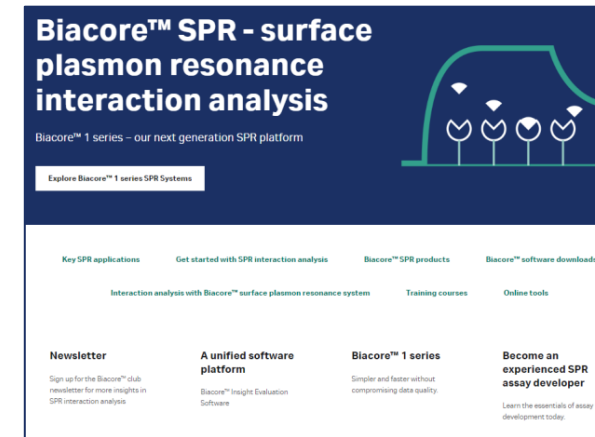 Biacore™ SPR - surface
plasmon resonance
interaction analysis
Biacore™ 1 series – our next generation SPR platform
Explore Biacore™ 1 series SPR Systems
Key SPR applications
Get started with SPR interaction analysis
Biacore™ SPR products
Biacore™ software downloads
Interaction analysis with Biacore™ surface plasmon resonance system
Training courses
Online tools
Newsletter
Sign up for the Biacore™ club
newsletter for more insights in
SPR interaction analysis
A unified software
platform
Biacore™ Insight Evaluation
Software
Biacore™ 1 series
Simpler and faster without
compromising data quality.
Become an
experienced SPR
assay developer
Learn the essentials of assay
development today.